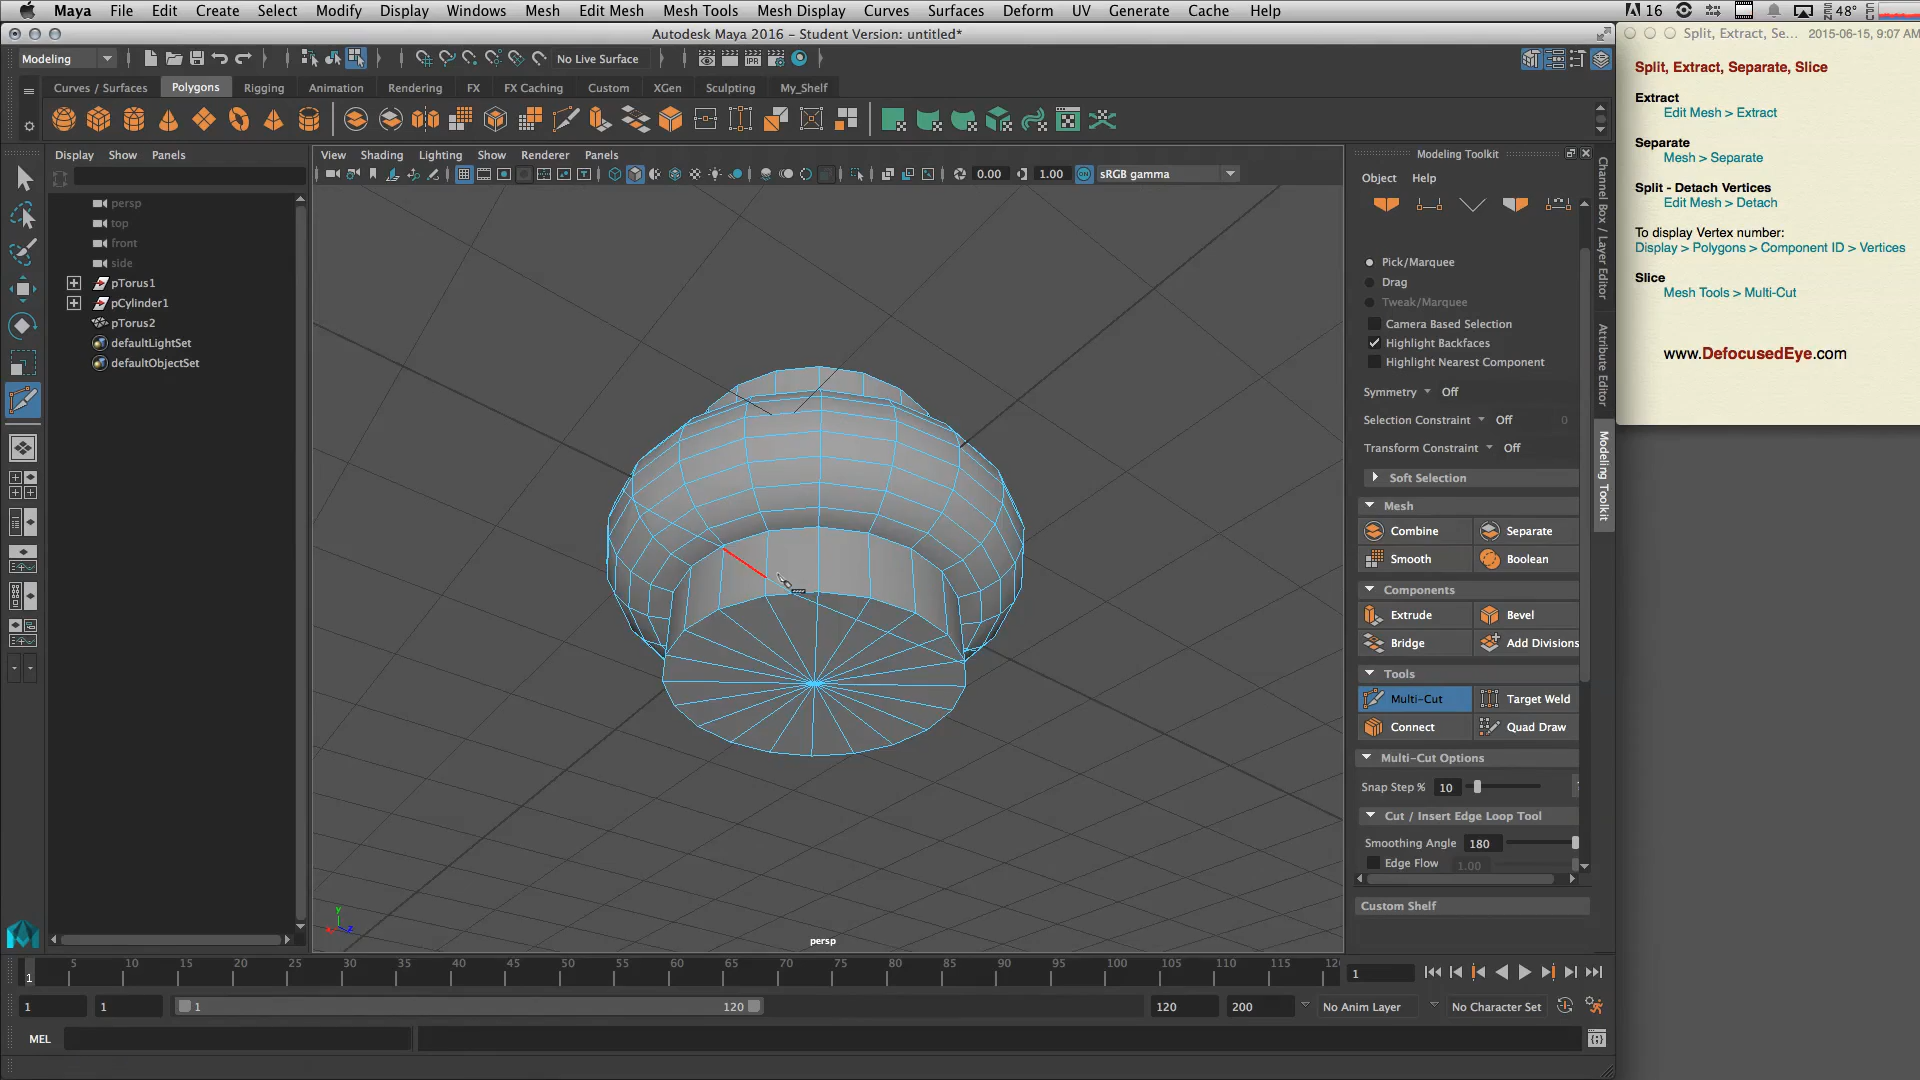 Maya File Edit Create Select Modify Display Windows Mesh Edit Mesh Mesh Tools Mesh Display Curves Surfaces Deform UV Generate Cache Help 16 48°
Autodesk Maya 2016 - Student Version: untitled*
Split, Extract, Se... 2015-06-15, 9:07 AM
Modeling No Live Surface
Split, Extract, Separate, Slice
Curves / Surfaces Polygons Rigging Animation Rendering FX FX Caching Custom XGen Sculpting My_Shelf
Extract
Edit Mesh > Extract
Separate
Mesh > Separate
Split - Detach Vertices
Edit Mesh > Detach
To display Vertex number:
Display > Polygons > Component ID > Vertices
Slice
Mesh Tools > Multi-Cut
www.DefocusedEye.com
Display Show Panels
View Shading Lighting Show Renderer Panels
IPR
0.00 1.00 ON sRGB gamma
persp
top
front
side
pTorus1
pCylinder1
pTorus2
defaultLightSet
defaultObjectSet
Modeling Toolkit
Object Help
Pick/Marquee
Drag
Tweak/Marquee
Camera Based Selection
Highlight Backfaces
Highlight Nearest Component
Symmetry Off
Selection Constraint Off 0
Transform Constraint Off
Soft Selection
Mesh
Combine Separate
Smooth Boolean
Components
Extrude Bevel
Bridge Add Divisions
Tools
Multi-Cut Target Weld
Connect Quad Draw
Multi-Cut Options
Snap Step % 10
Cut / Insert Edge Loop Tool
Smoothing Angle 180
Edge Flow 1.00
Custom Shelf
Channel Box / Layer Editor
Attribute Editor
Modeling Toolkit
y
z
persp
1 5 10 15 20 25 30 35 40 45 50 55 60 65 70 75 80 85 90 95 100 105 110 115 12 1
1 1 1 120 120 200 No Anim Layer No Character Set
MEL